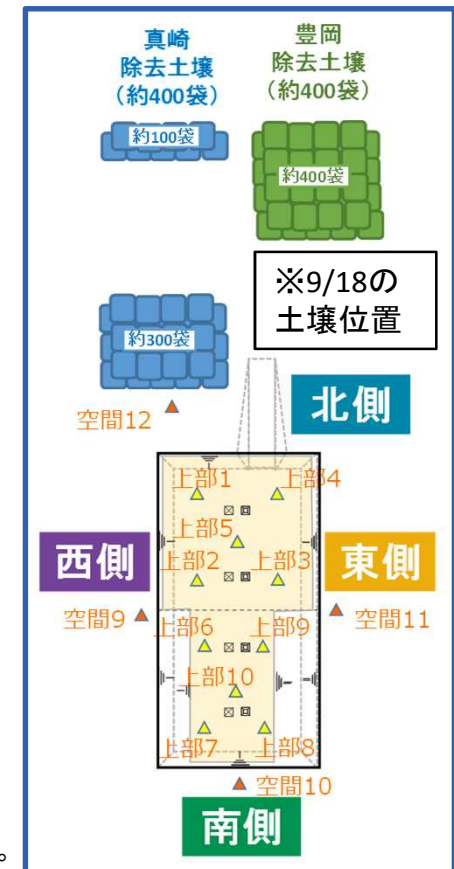 真崎
除去土壌
（約400袋）
豊岡
除去土壌
（約400袋）
約100袋
約400袋
※9/18の
土壌位置
約300袋
空間12
北側
上部1
上部4
上部5
西側
東側
上部2
上部3
空間9
空間11
上部6
上部9
上部10
上部7
上部8
空間10
南側
。